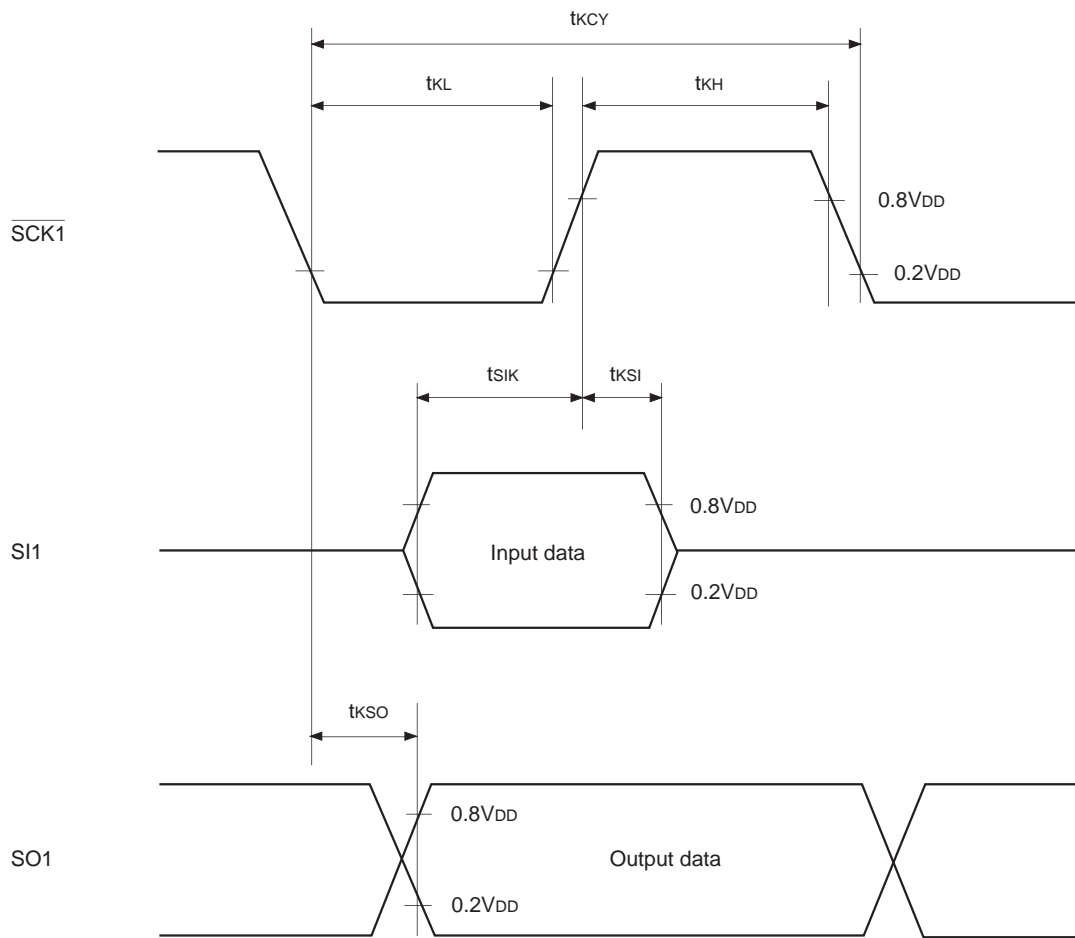 tKCY
tKL
tKH
SCK1
0.8VDD
0.2VDD
tSIK
tKSI
SI1
Input data
0.8VDD
0.2VDD
tKSO
SO1
0.8VDD
Output data
0.2VDD